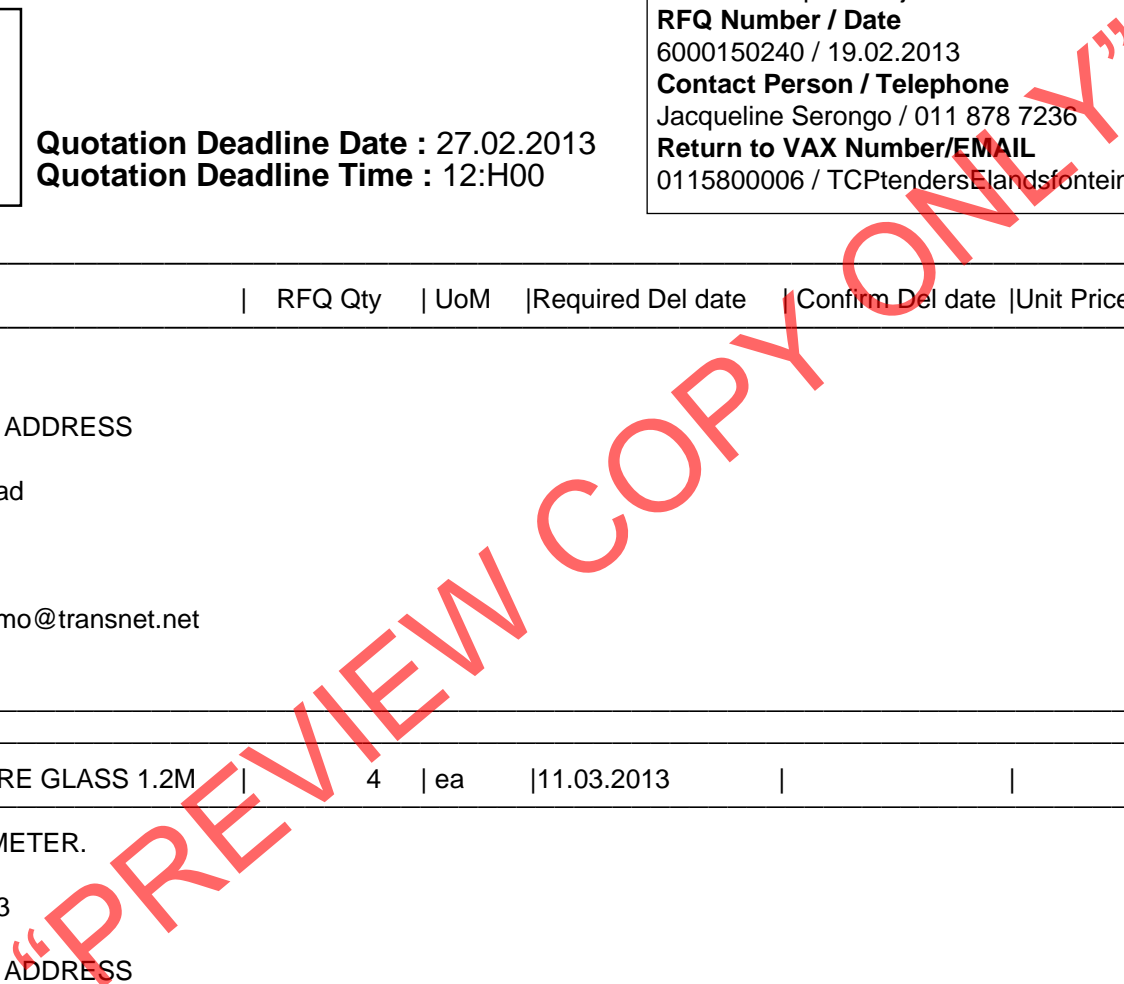 RFQ Number / Date
6000150240 / 19.02.2013
Contact Person / Telephone
Jacqueline Serongo / 011 878 7236
Return to VAX Number/EMAIL
0115800006 / TCPtendersElandsfontein
Quotation Deadline Date : 27.02.2013
Quotation Deadline Time : 12:H00
| RFQ Qty | UoM |Required Del date | Confirm Del date |Unit Price
ADDRESS
ad
mo@transnet.net
RE GLASS 1.2M | 4 | ea |11.03.2013 | |
METER.
3
ADDRESS
“PREVIEW COPY ONLY”